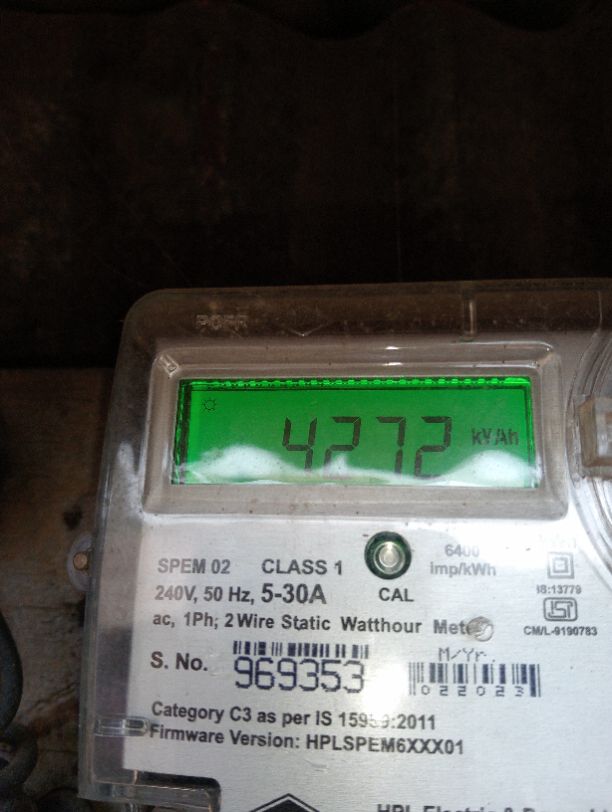 4272 kVAh
SPEM 02 CLASS 1
6400
imp/kWh
240V, 50 Hz, 5-30A
CAL
IS:13779
ac, 1Ph; 2 Wire Static Watthour
CM/L-9190783
S. No. 969353
M/Yr.
022023
Category C3 as per IS :2011
Firmware Version: HPLSPEM6XXX01
HPL Electric &